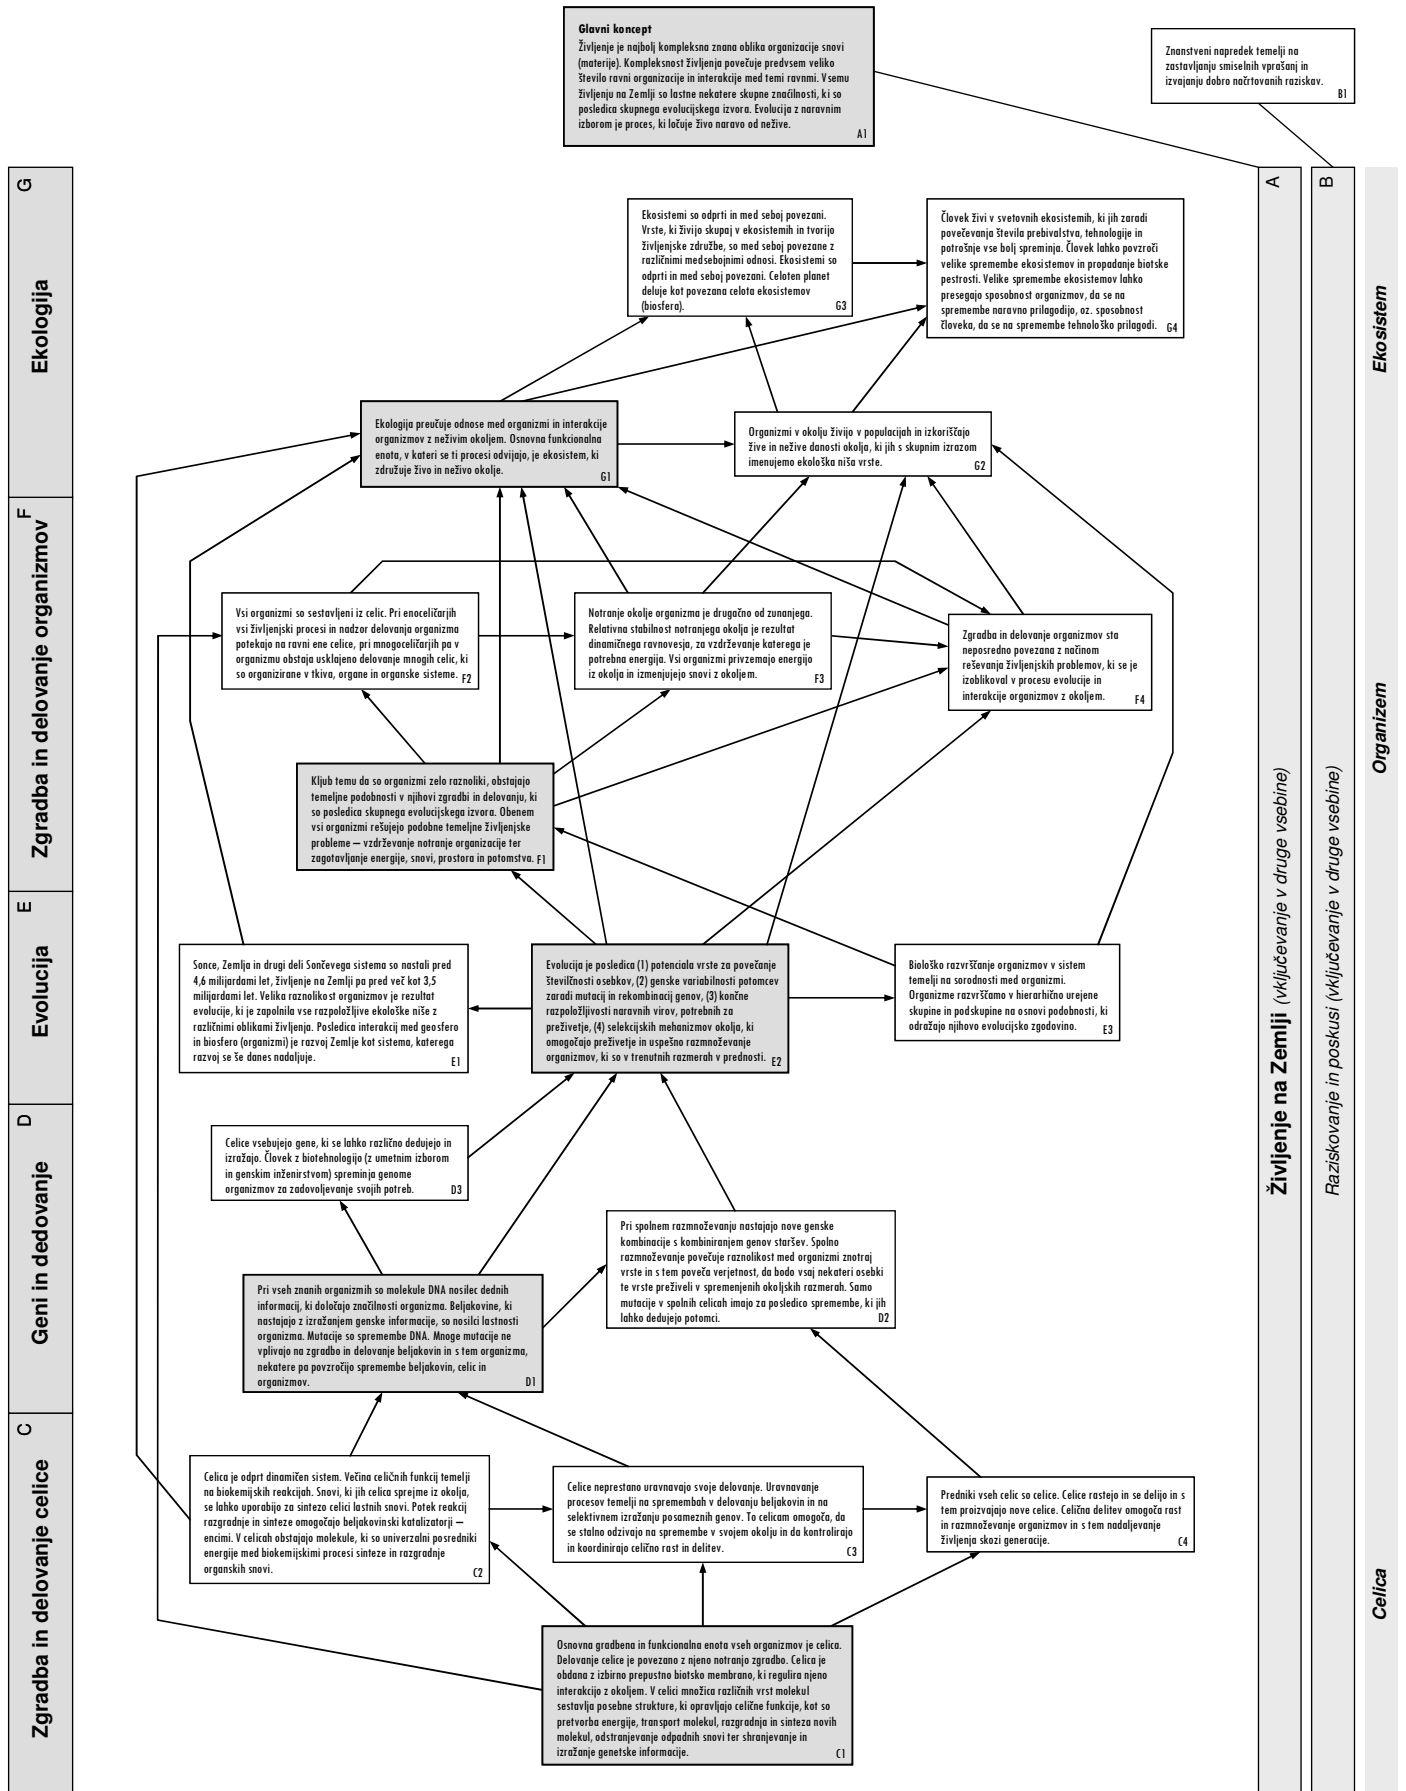 Glavni koncept
Življenje je najbolj kompleksna znana oblika organizacije snovi
(materije). Kompleksnost življenja povečuje predvsem veliko
število ravni organizacije in interakcije med temi ravnmi. Vsemu
življenju na Zemlji so lastne nekatere skupne značilnosti, ki so
posledica skupnega evolucijskega izvora. Evolucija z naravnim
izborom je proces, ki ločuje živo naravo od nežive.
A1
Znanstveni napredek temelji na
zastavljanju smiselnih vprašanj in
izvajanju dobro načrtovanih raziskav.
B1
G
Ekologija
F
Zgradba in delovanje organizmov
E
Evolucija
D
Geni in dedovanje
C
Zgradba in delovanje celice
Ekosistemi so odprti in med seboj povezani.
Vrste, ki živijo skupaj v ekosistemih in tvorijo
življenjske združbe, so med seboj povezane z
različnimi medsebojnimi odnosi. Ekosistemi so
odprti in med seboj povezani. Celoten planet
deluje kot povezana celota ekosistemov
(biosfera).
G3
Človek živi v svetovnih ekosistemih, ki jih zaradi
povečevanja števila prebivalstva, tehnologije in
potrošnje vse bolj spreminja. Človek lahko povzroči
velike spremembe ekosistemov in propadanje biotske
pestrosti. Velike spremembe ekosistemov lahko
presegajo sposobnost organizmov, da se na
spremembe naravno prilagodijo, oz. sposobnost
človeka, da se na spremembe tehnološko prilagodi.
G4
Ekologija preučuje odnose med organizmi in interakcije
organizmov z neživim okoljem. Osnovna funkcionalna
enota, v kateri se ti procesi odvijajo, je ekosistem, ki
združuje živo in neživo okolje.
G1
Organizmi v okolju živijo v populacijah in izkoriščajo
žive in nežive danosti okolja, ki jih s skupnim izrazom
imenujemo ekološka niša vrste.
G2
Vsi organizmi so sestavljeni iz celic. Pri enoceličarjih
vsi življenjski procesi in nadzor delovanja organizma
potekajo na ravni ene celice, pri mnogoceličarjih pa v
organizmu obstaja usklajeno delovanje mnogih celic, ki
so organizirane v tkiva, organe in organske sisteme.
F2
Notranje okolje organizma je drugačno od zunanjega.
Relativna stabilnost notranjega okolja je rezultat
dinamičnega ravnovesja, za vzdrževanje katerega je
potrebna energija. Vsi organizmi privzemajo energijo
iz okolja in izmenjujejo snovi z okoljem.
F3
Zgradba in delovanje organizmov sta
neposredno povezana z načinom
reševanja življenjskih problemov, ki se je
izoblikoval v procesu evolucije in
interakcije organizmov z okoljem.
F4
Kljub temu da so organizmi zelo raznoliki, obstajajo
temeljne podobnosti v njihovi zgradbi in delovanju, ki
so posledica skupnega evolucijskega izvora. Obenem
vsi organizmi rešujejo podobne temeljne življenjske
probleme – vzdrževanje notranje organizacije ter
zagotavljanje energije, snovi, prostora in potomstva.
F1
Sonce, Zemlja in drugi deli Sončevega sistema so nastali pred
4,6 milijardami let, življenje na Zemlji pa pred več kot 3,5
milijardami let. Velika raznolikost organizmov je rezultat
evolucije, ki je zapolnila vse razpoložljive ekološke niše z
različnimi oblikami življenja. Posledica interakcij med geosfero
in biosfero (organizmi) je razvoj Zemlje kot sistema, katerega
razvoj se še danes nadaljuje.
E1
Evolucija je posledica (1) potenciala vrste za povečanje
številčnosti osebkov, (2) genske variabilnosti potomcev
zaradi mutacij in rekombinacij genov, (3) končne
razpoložljivosti naravnih virov, potrebnih za
preživetje, (4) selekcijskih mehanizmov okolja, ki
omogočajo preživetje in uspešno razmnoževanje
organizmov, ki so v trenutnih razmerah v prednosti.
E2
Biološko razvrščanje organizmov v sistem
temelji na sorodnosti med organizmi.
Organizme razvrščamo v hierarhično urejene
skupine in podskupine na osnovi podobnosti, ki
odražajo njihovo evolucijsko zgodovino.
E3
Celice vsebujejo gene, ki se lahko različno dedujejo in
izražajo. Človek z biotehnologijo (z umetnim izborom
in genskim inženirstvom) spreminja genome
organizmov za zadovoljevanje svojih potreb.
D3
Pri spolnem razmnoževanju nastajajo nove genske
kombinacije s kombiniranjem genov staršev. Spolno
razmnoževanje povečuje raznolikost med organizmi znotraj
vrste in s tem poveča verjetnost, da bodo vsaj nekateri osebki
te vrste preživeli v spremenjenih okoljskih razmerah. Samo
mutacije v spolnih celicah imajo za posledico spremembe, ki jih
lahko dedujejo potomci.
D2
Pri vseh znanih organizmih so molekule DNA nosilec dednih
informacij, ki določajo značilnosti organizma. Beljakovine, ki
nastajajo z izražanjem genske informacije, so nosilci lastnosti
organizma. Mutacije so spremembe DNA. Mnoge mutacije ne
vplivajo na zgradbo in delovanje beljakovin in s tem organizma,
nekatere pa povzročijo spremembe beljakovin, celic in
organizmov.
D1
Celica je odprt dinamičen sistem. Večina celičnih funkcij temelji
na biokemijskih reakcijah. Snovi, ki jih celica sprejme iz okolja,
se lahko uporabijo za sintezo celici lastnih snovi. Potek reakcij
razgradnje in sinteze omogočajo beljakovinski katalizatorji –
encimi. V celicah obstajajo molekule, ki so univerzalni posredniki
energije med biokemijskimi procesi sinteze in razgradnje
organskih snovi.
C2
Celice neprestano uravnavajo svoje delovanje. Uravnavanje
procesov temelji na spremembah v delovanju beljakovin in na
selektivnem izražanju posameznih genov. To celicam omogoča, da
se stalno odzivajo na spremembe v svojem okolju in da kontrolirajo
in koordinirajo celično rast in delitev.
C3
Predniki vseh celic so celice. Celice rastejo in se delijo in s
tem proizvajajo nove celice. Celična delitev omogoča rast
in razmnoževanje organizmov in s tem nadaljevanje
življenja skozi generacije.
C4
Osnovna gradbena in funkcionalna enota vseh organizmov je celica.
Delovanje celice je povezano z njeno notranjo zgradbo. Celica je
obdana z izbirno prepustno biotsko membrano, ki regulira njeno
interakcijo z okoljem. V celici množica različnih vrst molekul
sestavlja posebne strukture, ki opravljajo celične funkcije, kot so
pretvorba energije, transport molekul, razgradnja in sinteza novih
molekul, odstranjevanje odpadnih snovi ter shranjevanje in
izražanje genetske informacije.
C1
A
Življenje na Zemlji (vključevanje v druge vsebine)
B
Raziskovanje in poskusi (vključevanje v druge vsebine)
Ekosistem
Organizem
Celica